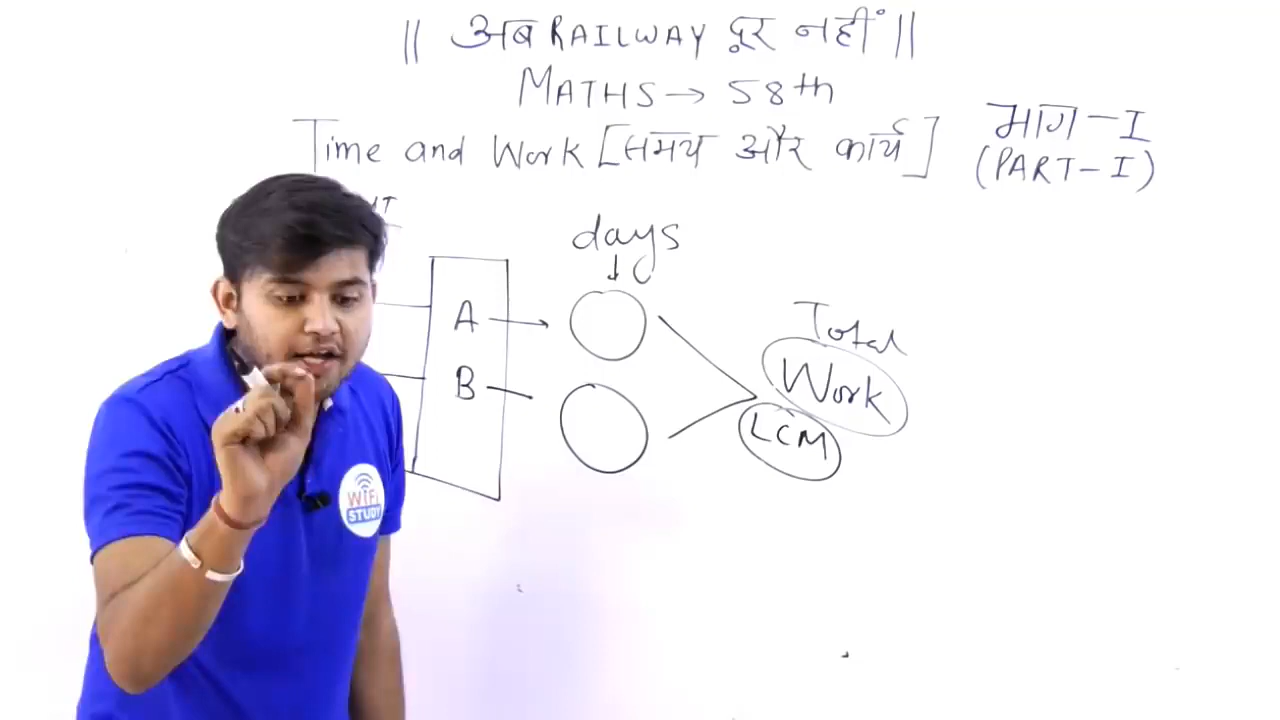 || अब RAILWAY दूर नहीं ||
MATHS → 58th
Time and Work [समय और कार्य]
भाग - I
(PART - I)
days
A
B
Total
Work
LCM
WiFi
STUDY